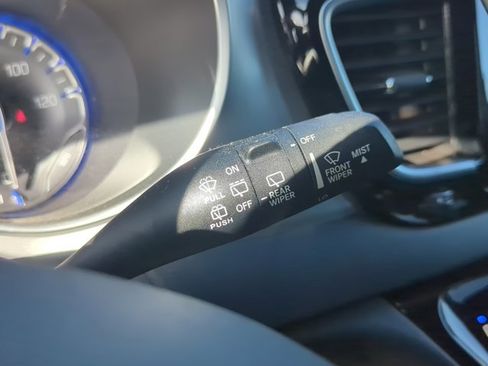 100
120
OFF
MIST
FRONT
WIPER
ON
PULL
OFF
PUSH
REAR
WIPER